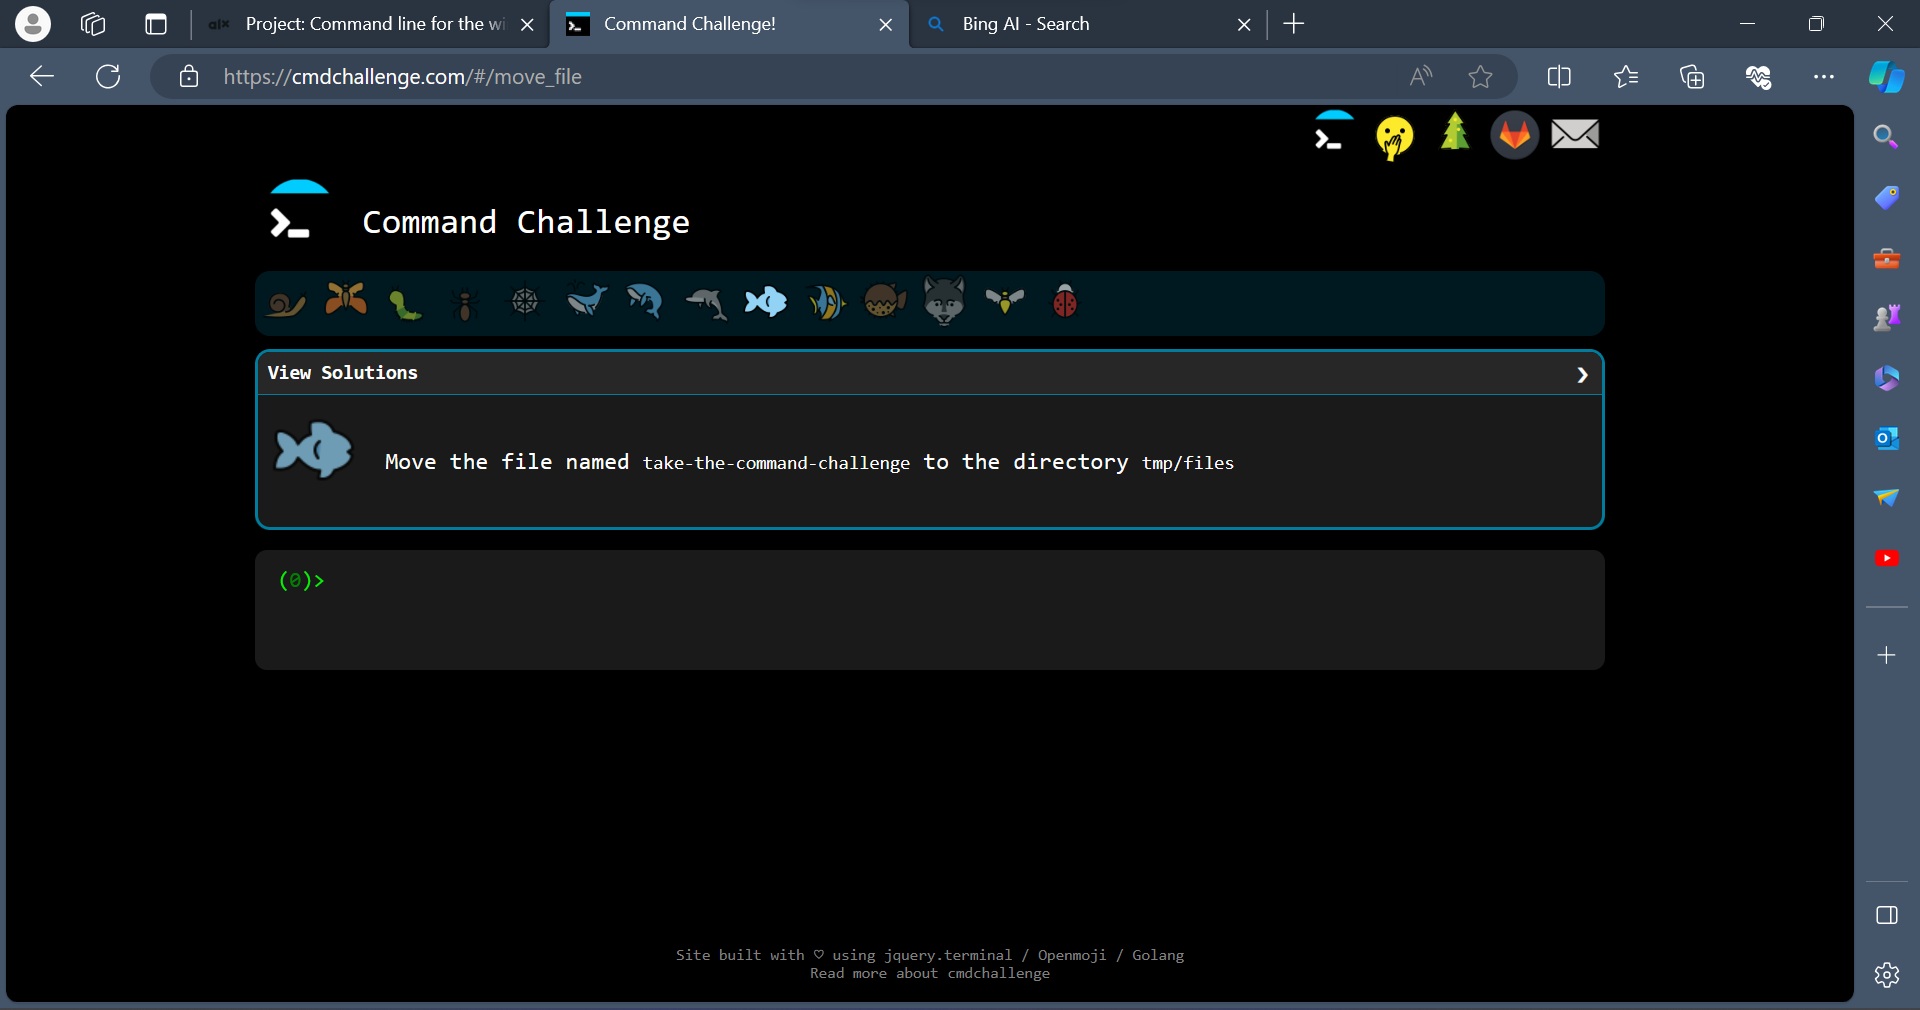 Project: Command line for the wi
Command Challenge!
Bing AI - Search
https://cmdchallenge.com/#/move_file
Command Challenge
View Solutions
Move the file named take-the-command-challenge to the directory tmp/files
(0)>
Site built with ♡ using jquery.terminal / Openmoji / Golang
Read more about cmdchallenge